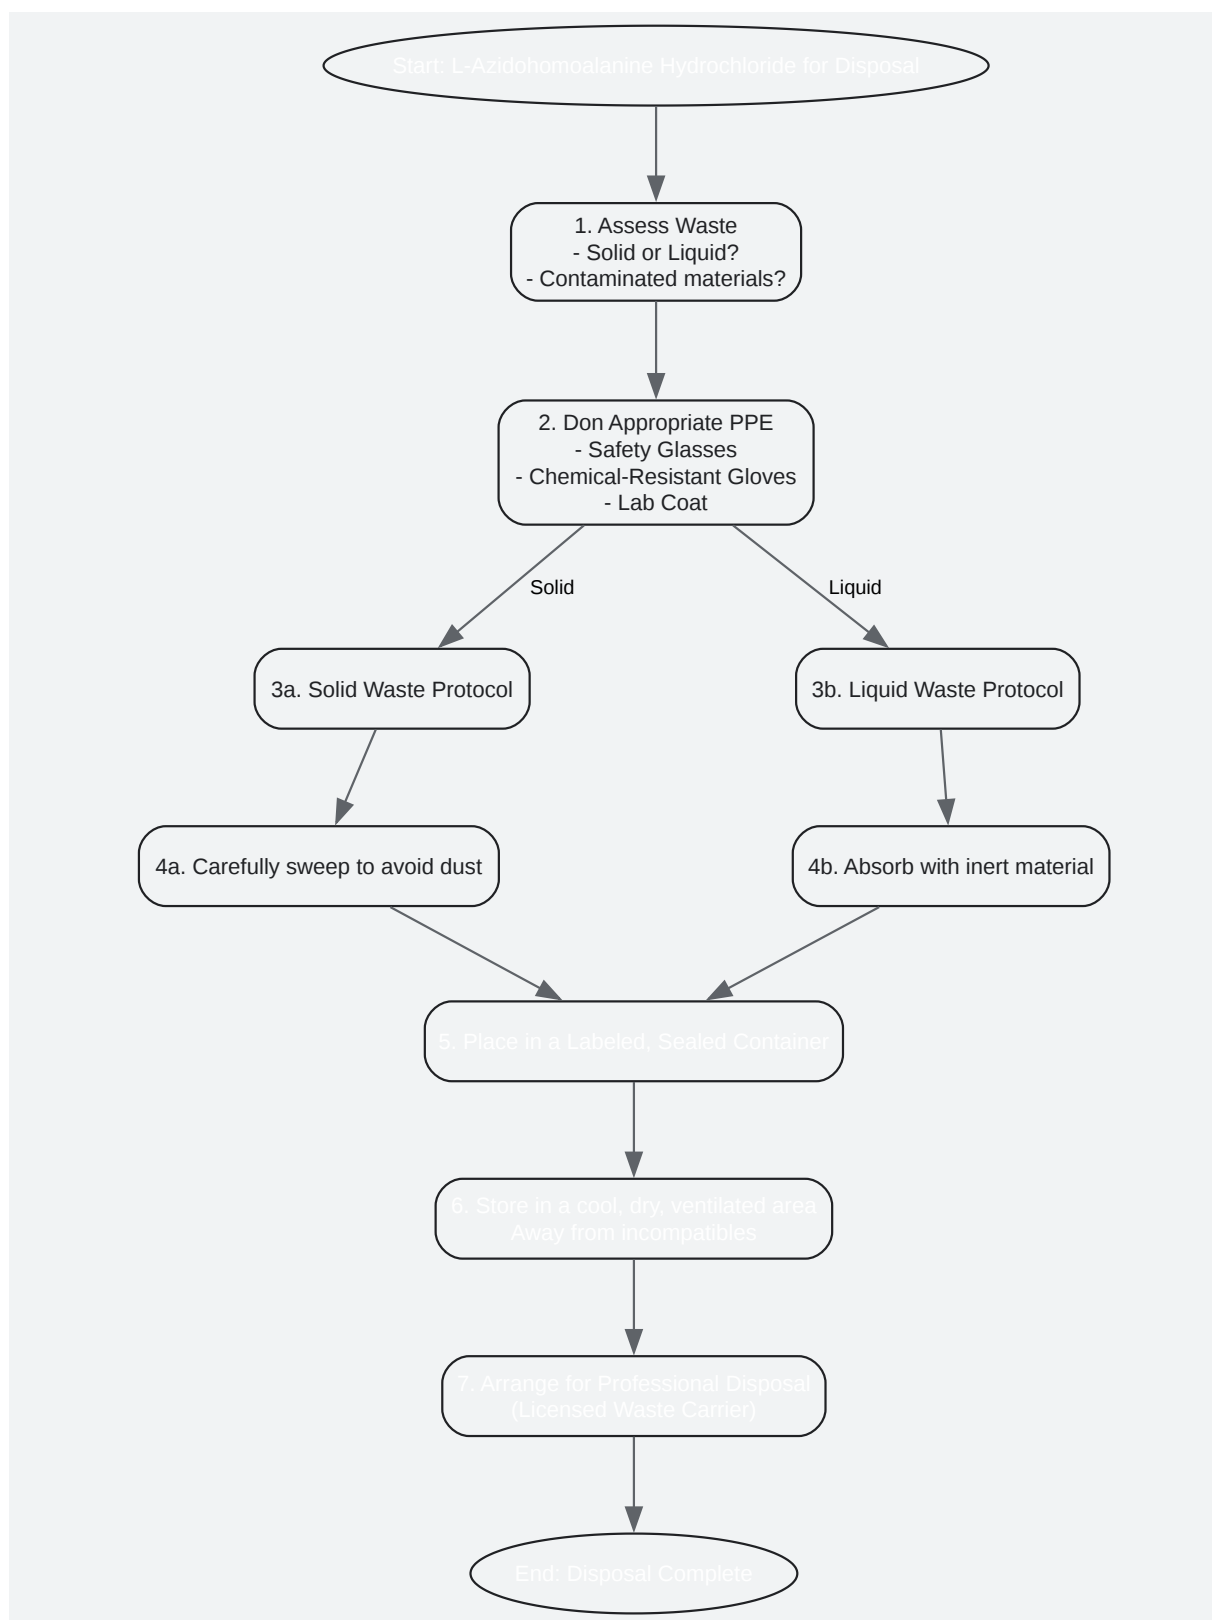 Start: L-Azidohomoalanine Hydrochloride for Disposal
1. Assess Waste
- Solid or Liquid?
- Contaminated materials?
2. Don Appropriate PPE
- Safety Glasses
- Chemical-Resistant Gloves
- Lab Coat
Solid
Liquid
3a. Solid Waste Protocol
3b. Liquid Waste Protocol
4a. Carefully sweep to avoid dust
4b. Absorb with inert material
5. Place in a Labeled, Sealed Container
6. Store in a cool, dry, ventilated area
Away from incompatibles
7. Arrange for Professional Disposal
(Licensed Waste Carrier)
End: Disposal Complete